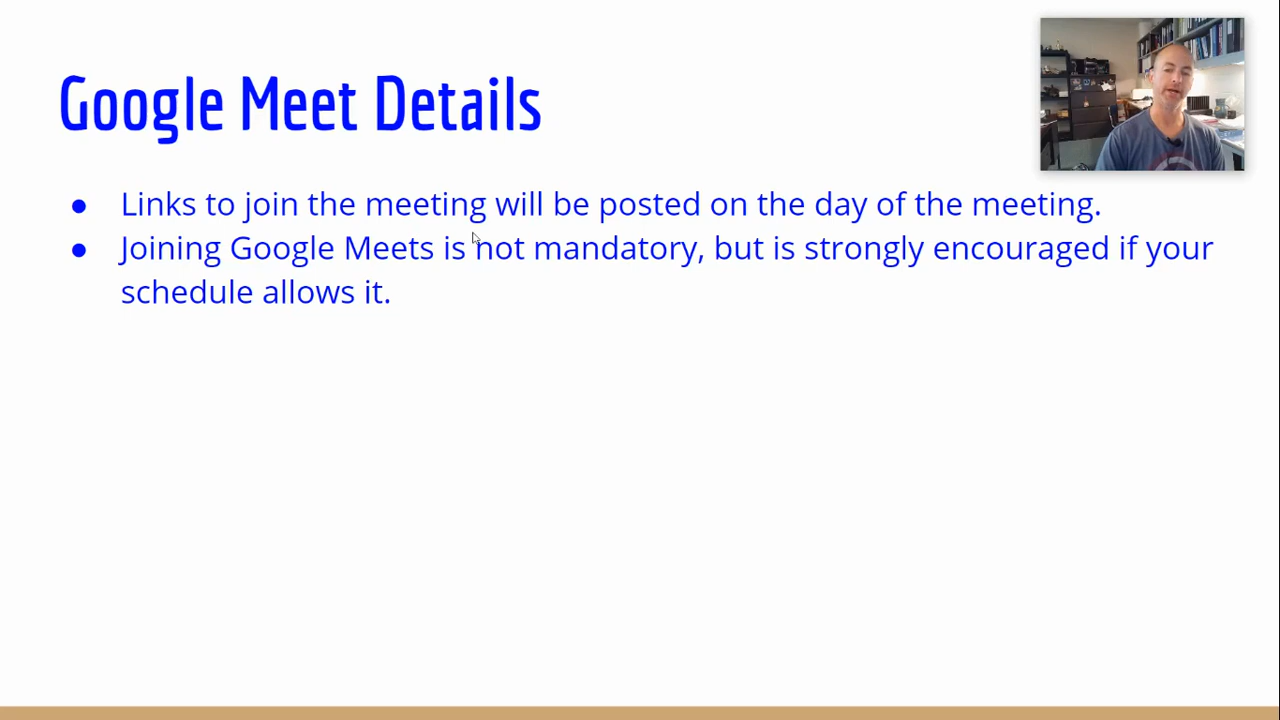 Google Meet Details
● Links to join the meeting will be posted on the day of the meeting.
● Joining Google Meets is not mandatory, but is strongly encouraged if your
schedule allows it.